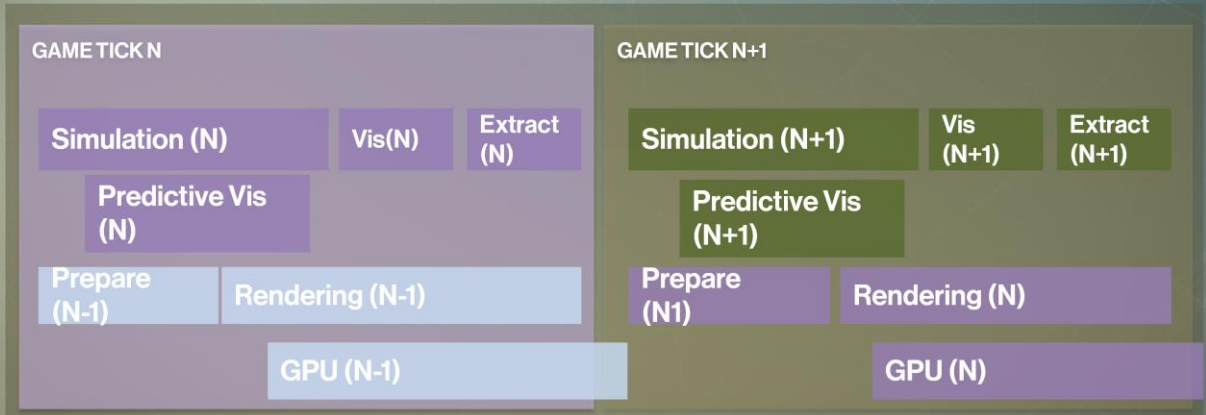 GAME TICK N
Simulation (N)
Vis(N)
Extract
(N)
Predictive Vis
(N)
Prepare
(N-1)
Rendering (N-1)
GPU (N-1)
GAME TICK N+1
Simulation (N+1)
Vis
(N+1)
Extract
(N+1)
Predictive Vis
(N+1)
Prepare
(N1)
Rendering (N)
GPU (N)